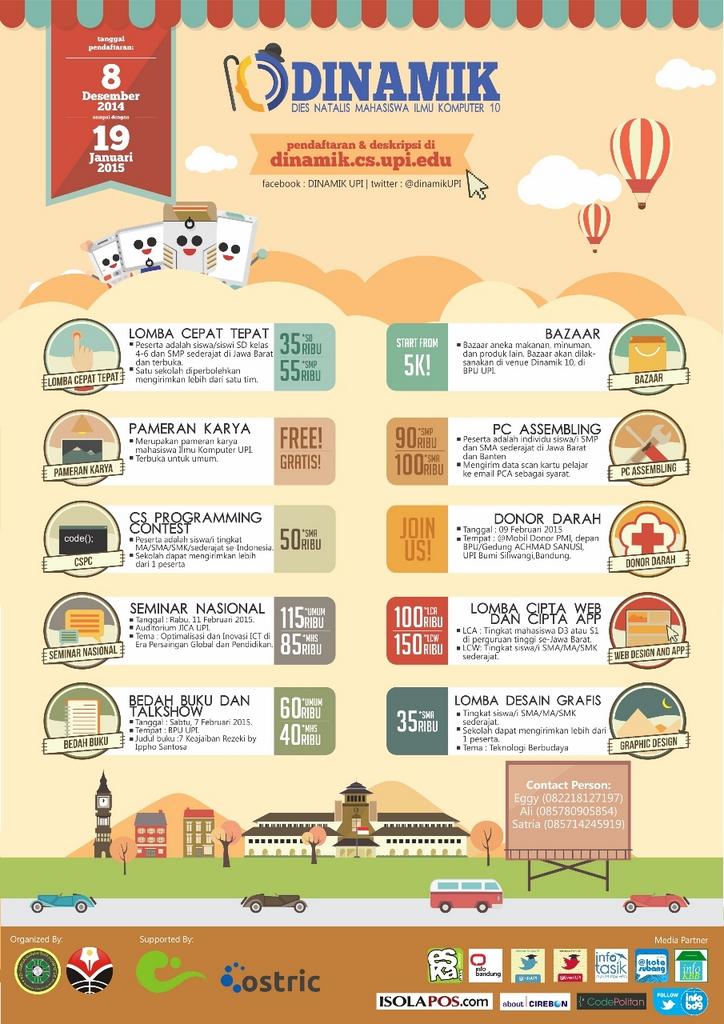 tanggal
pendaftaran:
8
Desember
2014
sampai dengan
19
Januari
2015
DINAMIK
DIES NATALIS MAHASISWA ILMU KOMPUTER 10
pendaftaran & deskripsi di
dinamik.cs.upi.edu
facebook : DINAMIK UPI | twitter : @dinamikUPI
LOMBA CEPAT TEPAT
LOMBA CEPAT TEPAT
▪ Peserta adalah siswa/siswi SD kelas
4-6 dan SMP sederajat di Jawa Barat
dan terbuka.
▪ Satu sekolah diperbolehkan
mengirimkan lebih dari satu tim.
35 *SD RIBU
55 *SMP RIBU
START FROM
5K!
BAZAAR
▪ Bazaar aneka makanan, minuman,
dan produk lain. Bazaar akan dilak-
sanakan di venue Dinamik 10, di
BPU UPI.
BAZAAR
PAMERAN KARYA
PAMERAN KARYA
▪ Merupakan pameran karya
mahasiswa Ilmu Komputer UPI.
▪ Terbuka untuk umum.
FREE!
GRATIS!
90 *SMP RIBU
100 *SMA RIBU
PC ASSEMBLING
▪ Peserta adalah individu siswa/i SMP
dan SMA sederajat di Jawa Barat
dan Banten
▪ Mengirim data scan kartu pelajar
ke email PCA sebagai syarat.
PC ASSEMBLING
code();
CSPC
CS PROGRAMMING
CONTEST
▪ Peserta adalah siswa/i tingkat
MA/SMA/SMK/sederajat se-Indonesia.
▪ Sekolah dapat mengirimkan lebih
dari 1 peserta
50 *SMA RIBU
JOIN
US!
DONOR DARAH
▪ Tanggal : 09 Februari 2015
▪ Tempat : @Mobil Donor PMI, depan
BPU/Gedung ACHMAD SANUSI,
UPI Bumi Siliwangi,Bandung.
DONOR DARAH
SEMINAR NASIONAL
SEMINAR NASIONAL
▪ Tanggal : Rabu, 11 Februari 2015.
▪ Auditorium JICA UPI.
▪ Tema : Optimalisasi dan Inovasi ICT di
Era Persaingan Global dan Pendidikan.
115 *UMUM RIBU
85 *MHS RIBU
100 *LCA RIBU
150 *LCW RIBU
LOMBA CIPTA WEB
DAN CIPTA APP
▪ LCA : Tingkat mahasiswa D3 atau S1
di perguruan tinggi se-Jawa Barat.
▪ LCW: Tingkat siswa/i SMA/MA/SMK
sederajat.
WEB DESIGN AND APP
BEDAH BUKU
BEDAH BUKU DAN
TALKSHOW
▪ Tanggal : Sabtu, 7 Februari 2015.
▪ Tempat : BPU UPI.
▪ Judul buku :7 Keajaiban Rezeki by
Ippho Santosa
60 *UMUM RIBU
40 *MHS RIBU
35 *SMA RIBU
LOMBA DESAIN GRAFIS
▪ Tingkat siswa/i SMA/MA/SMK
sederajat.
▪ Sekolah dapat mengirimkan lebih dari
1 peserta.
▪ Tema : Teknologi Berbudaya
GRAPHIC DESIGN
Contact Person:
Eggy (082218127197)
Ali (085780905854)
Satria (085714245919)
Organized By:
Supported By:
ostric
Media Partner
info
bandung
info
tasik
@kota
subang
info
KBB
ISOLAPOS.com
about CIREBON
CodePolitan
FOLLOW
info
bdg